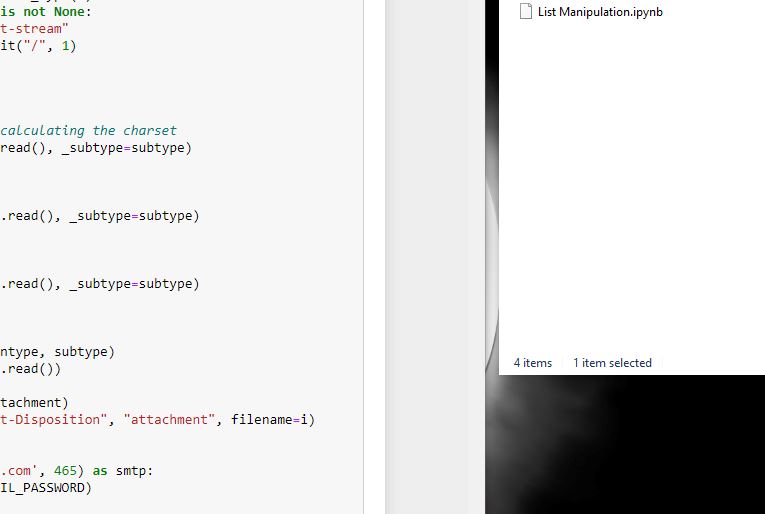 is not None:
t-stream"
it("/", 1)
calculating the charset
read(), _subtype=subtype)
.read(), _subtype=subtype)
.read(), _subtype=subtype)
ntype, subtype)
.read())
tachment)
t-Disposition", "attachment", filename=i)
.com', 465) as smtp:
IL_PASSWORD)
List Manipulation.ipynb
4 items 1 item selected